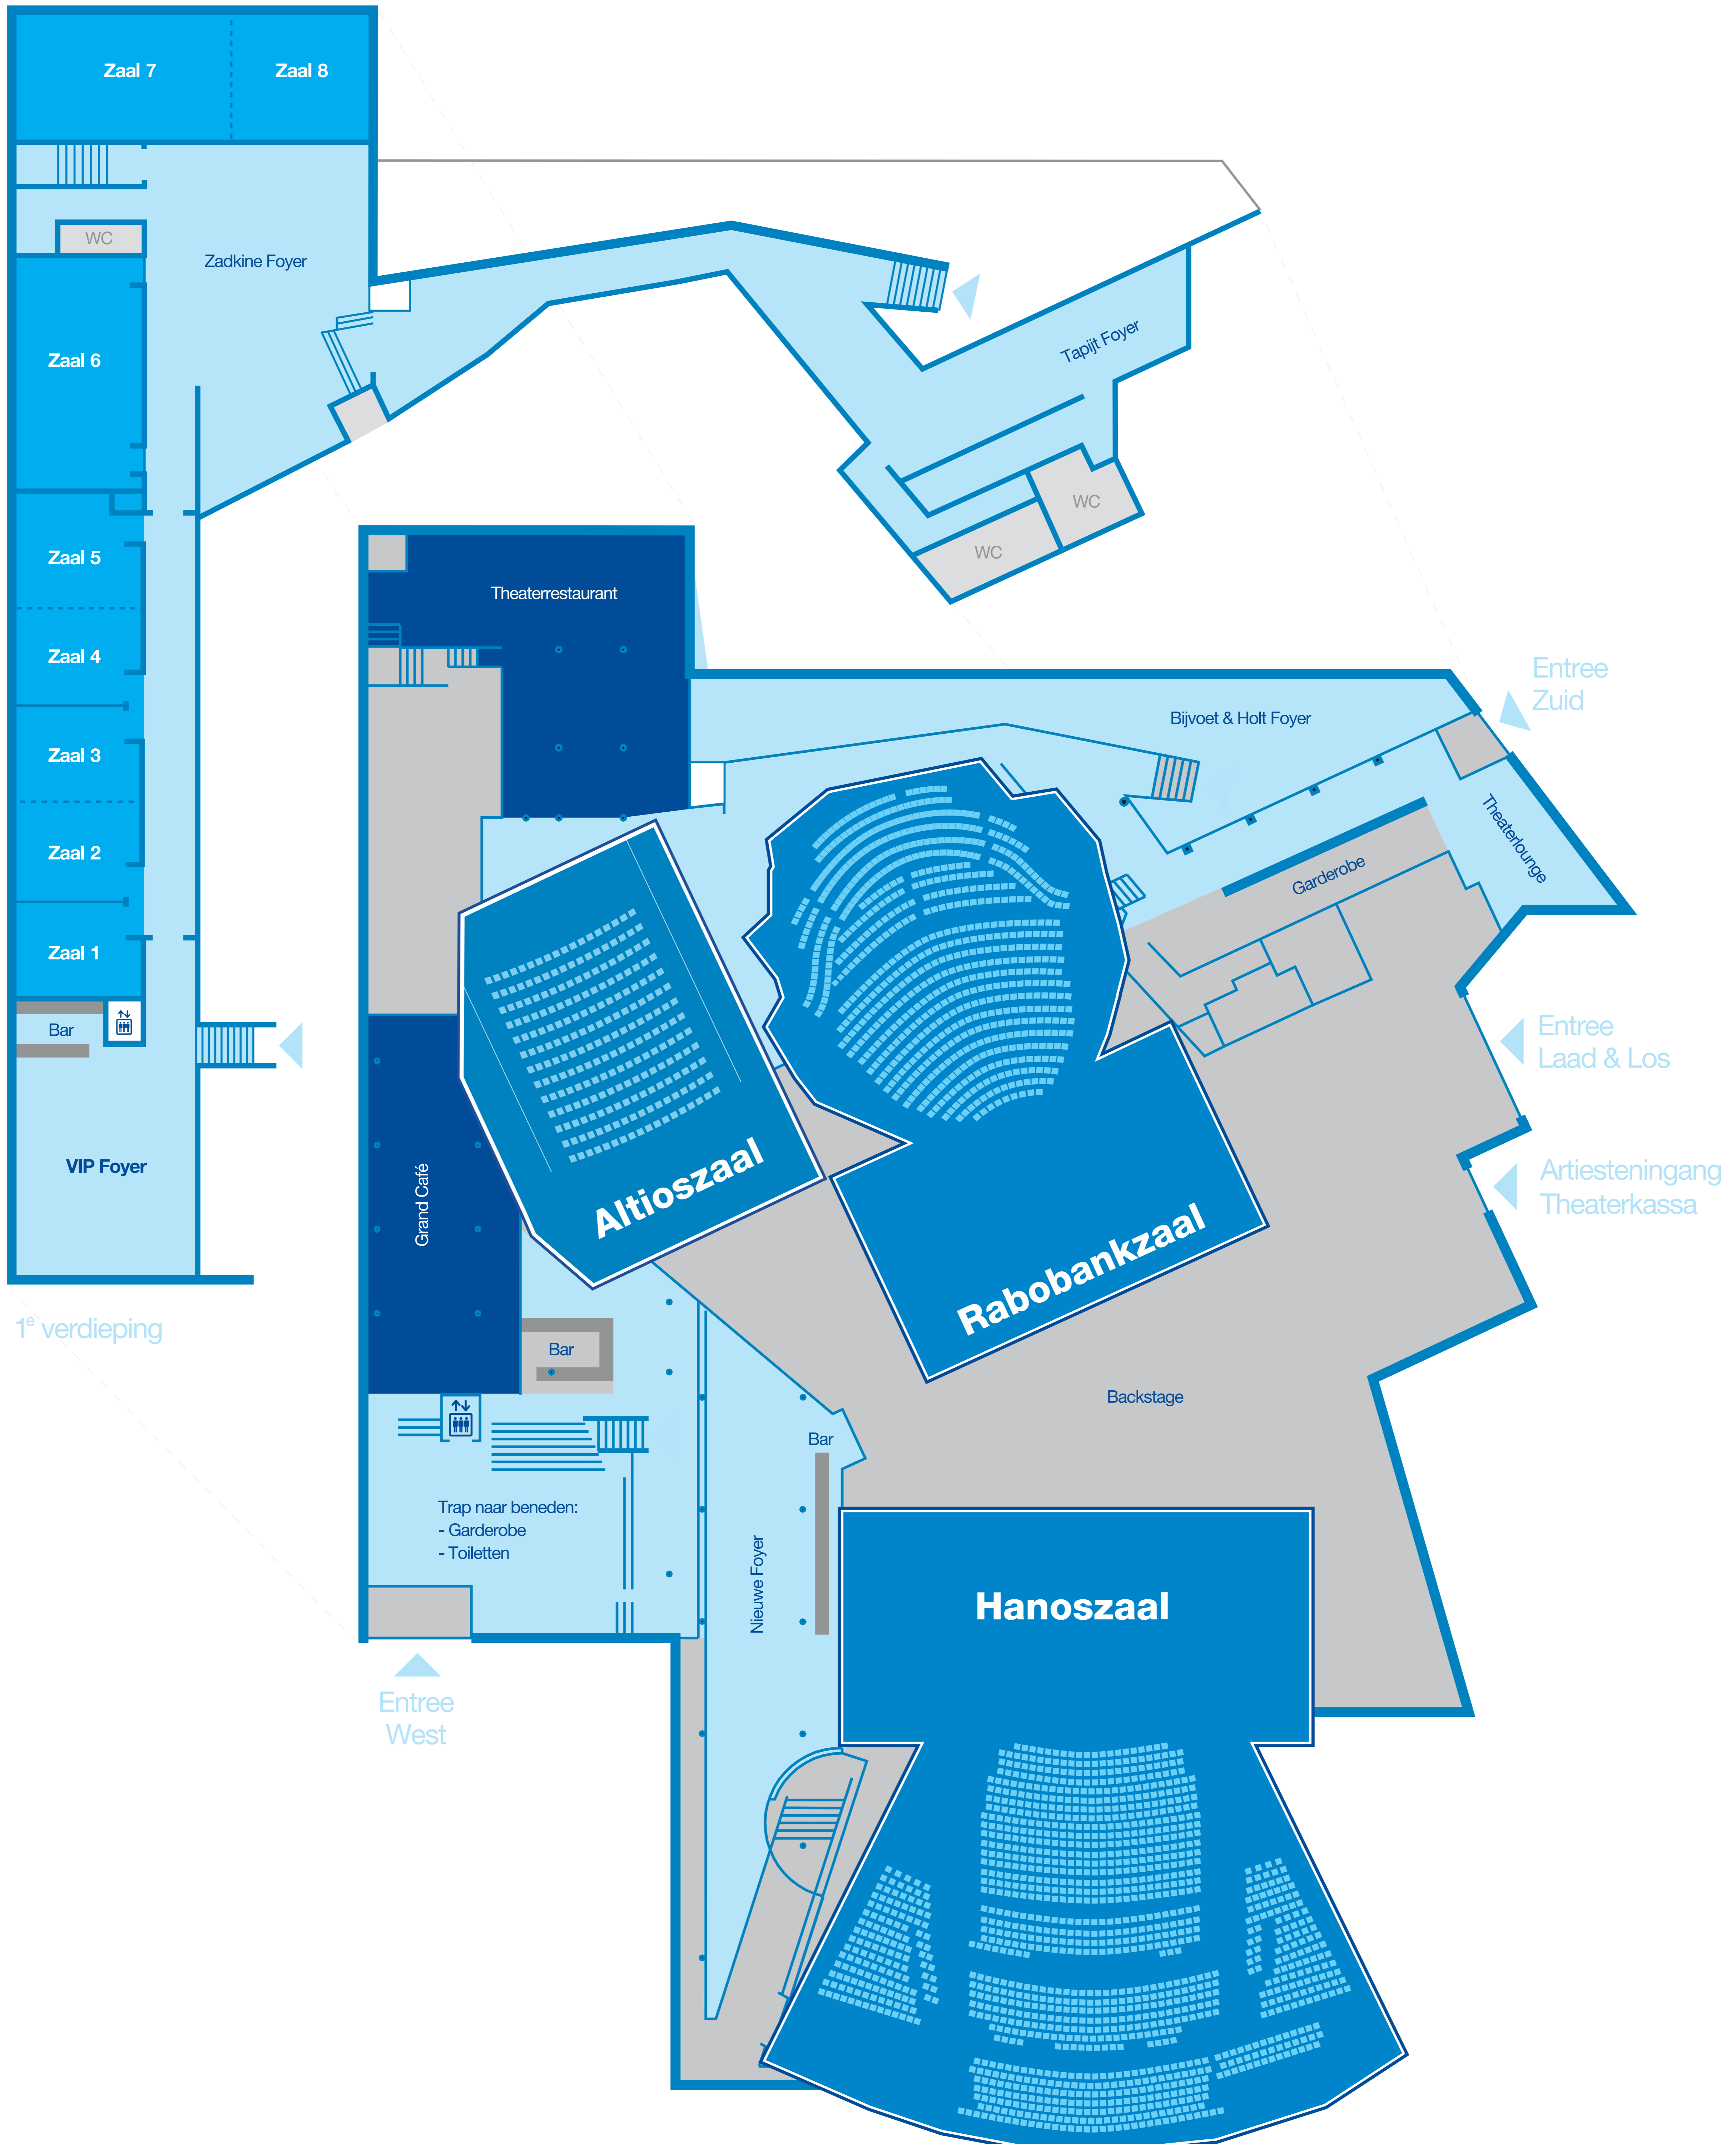 Zaal 7
Zaal 8
WC
Zadkine Foyer
Zaal 6
Tapijt Foyer
WC
WC
Zaal 5
Zaal 4
Zaal 3
Zaal 2
Zaal 1
Bar
VIP Foyer
1e verdieping
Theaterrestaurant
Bijvoet & Holt Foyer
Entree
Zuid
Theaterlounge
Garderobe
Entree
Laad & Los
Artiesteningang
Theaterkassa
Altioszaal
Rabobankzaal
Grand Café
Bar
Backstage
Bar
Trap naar beneden:
- Garderobe
- Toiletten
Nieuwe Foyer
Hanoszaal
Entree
West